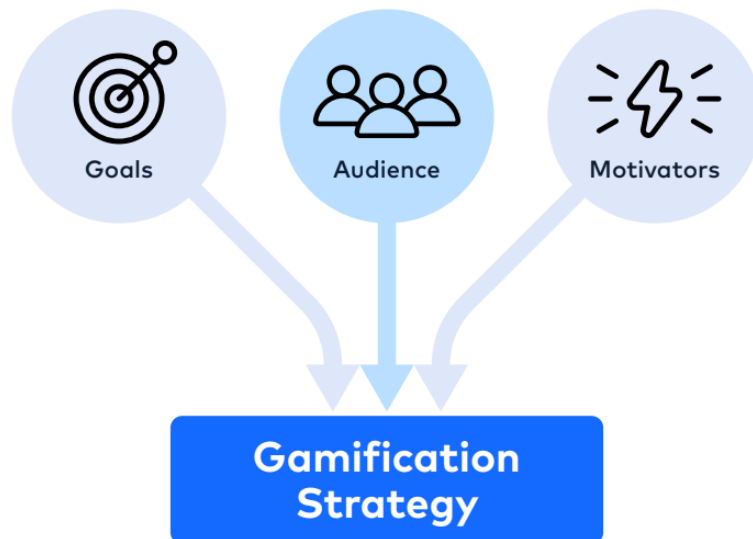 Goals
Audience
Motivators
Gamification
Strategy